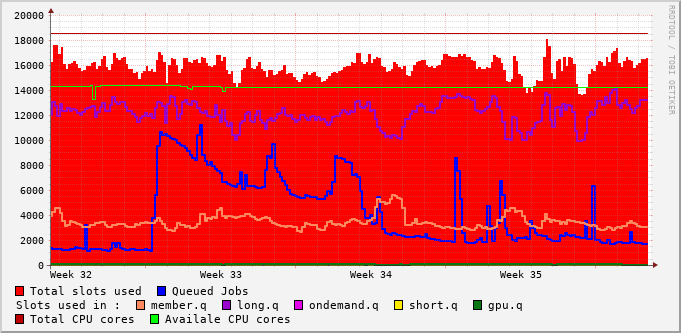 20000
18000
16000
14000
12000
10000
8000
6000
4000
2000
0
Week 32 Week 33 Week 34 Week 35
RRDTOOL / TOBI OETIKER
Total slots used Queued Jobs
Slots used in : member.q long.q ondemand.q short.q gpu.q
Total CPU cores Availale CPU cores